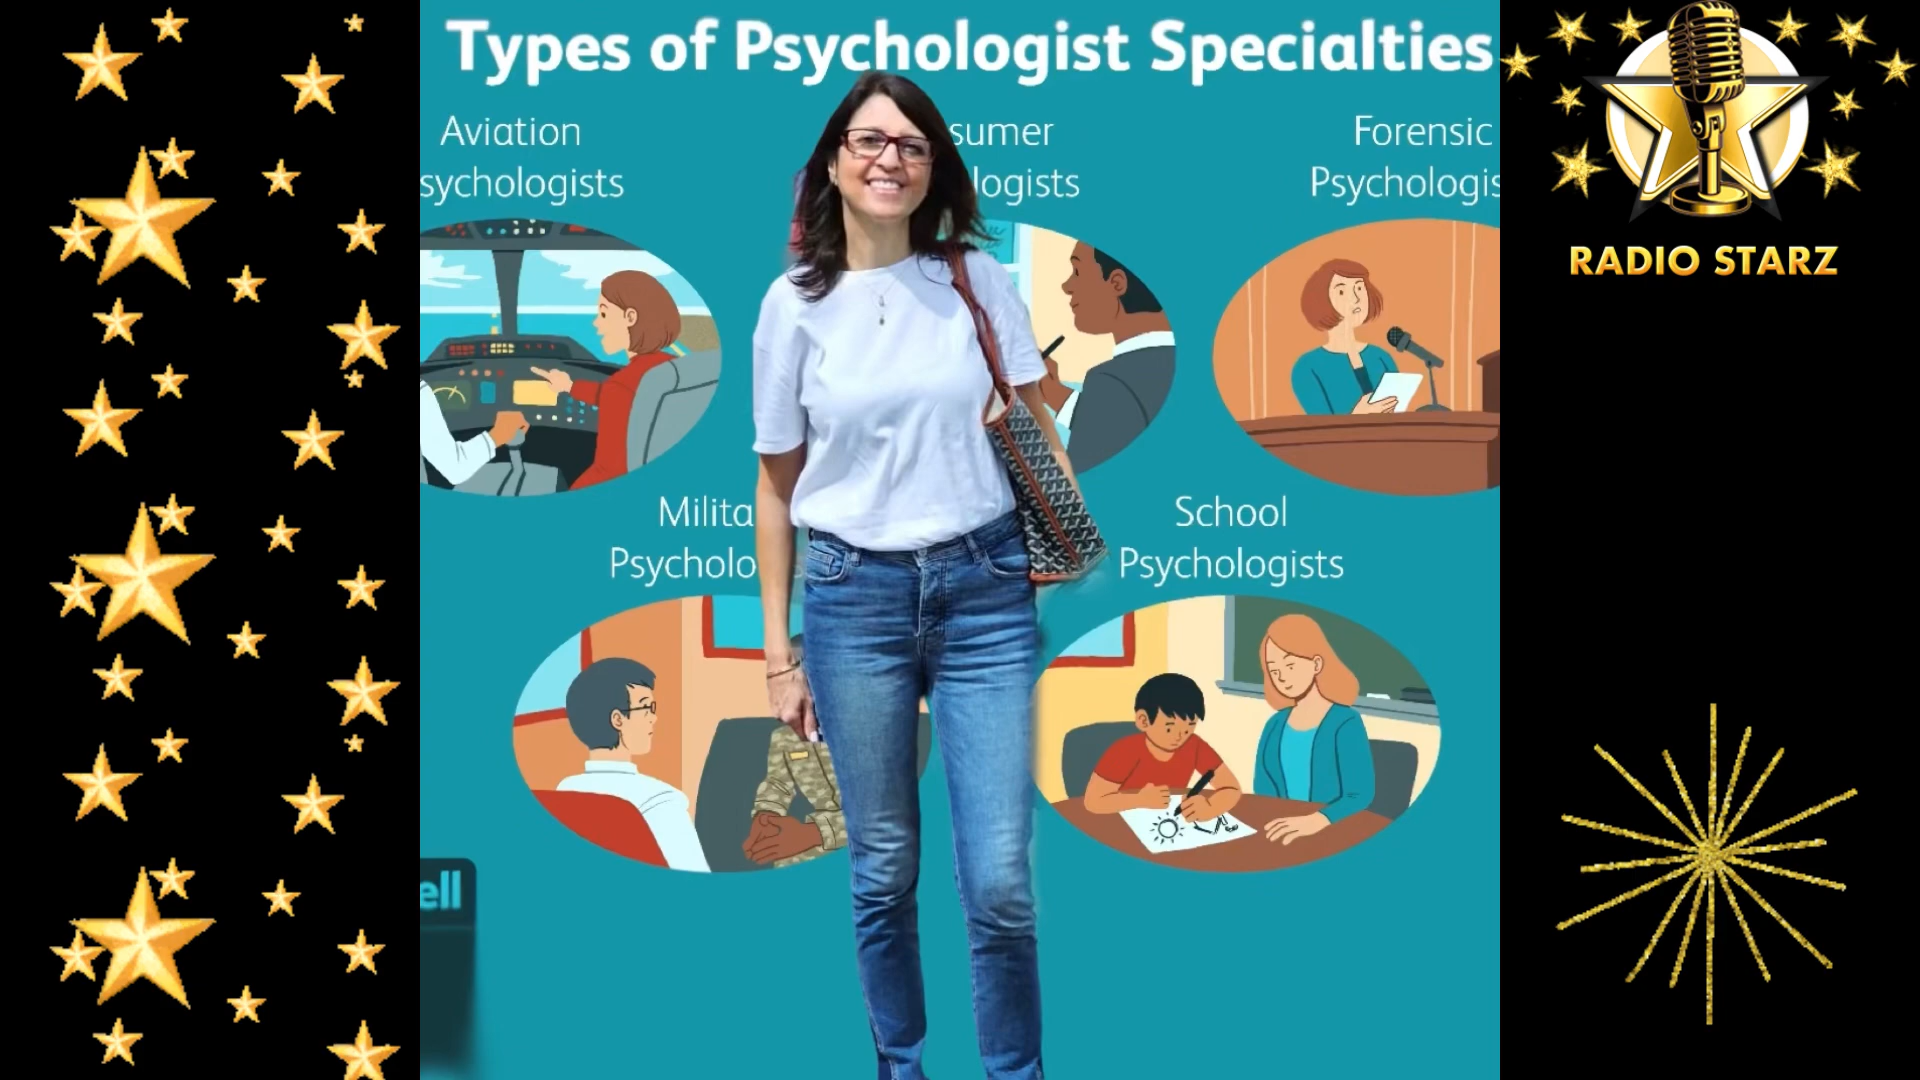 Types of Psychologist Specialties
Aviation
sychologists
sumer
logists
Forensic
Psychologis
Milita
Psycholo
School
Psychologists
ell
RADIO STARZ